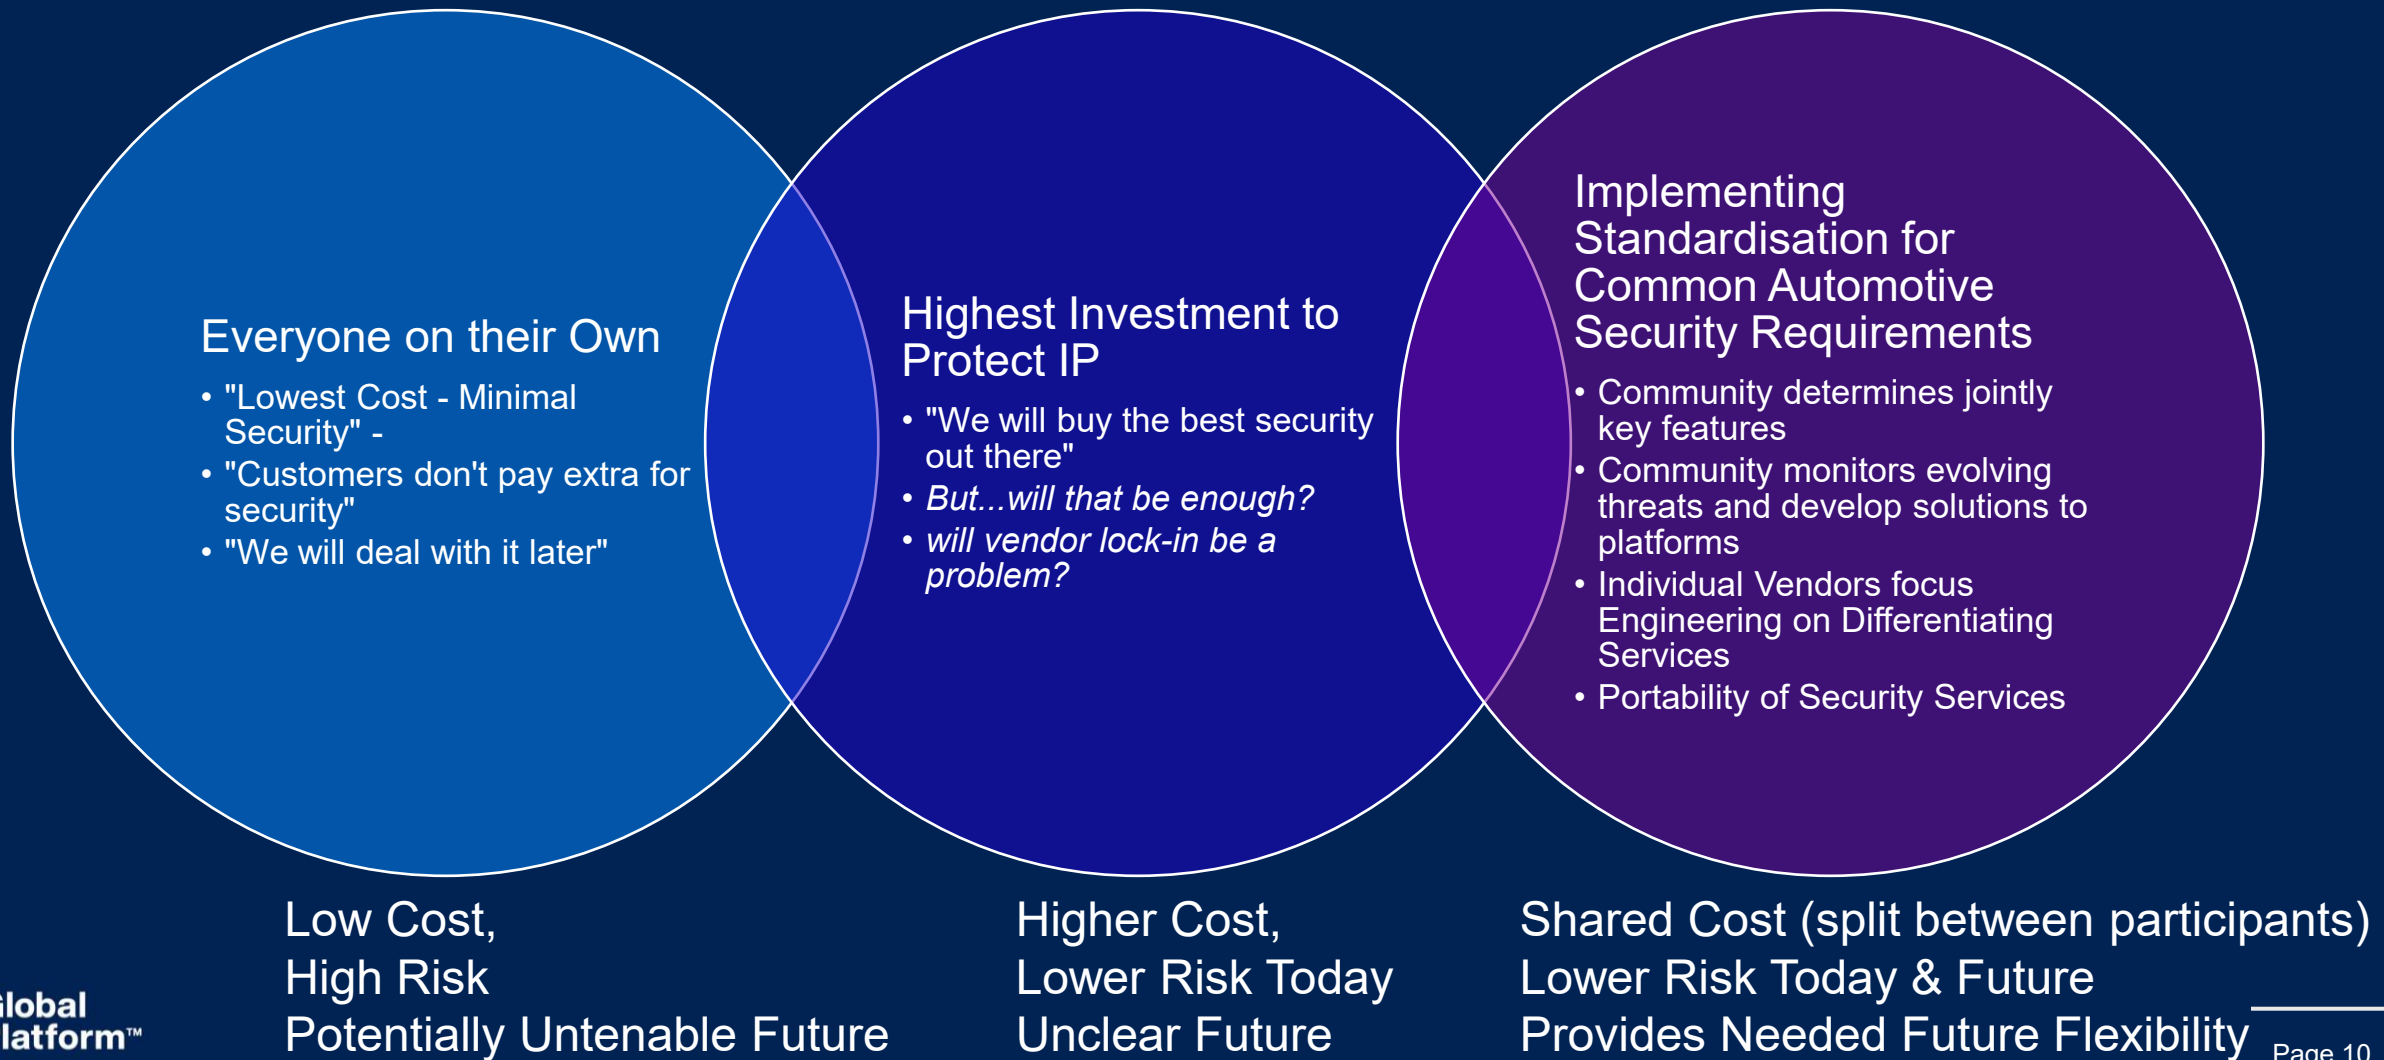 Everyone on their Own
• "Lowest Cost - Minimal
Security" -
• "Customers don't pay extra for
security"
• "We will deal with it later"
Highest Investment to
Protect IP
• "We will buy the best security
out there"
• But...will that be enough?
• will vendor lock-in be a
problem?
Implementing
Standardisation for
Common Automotive
Security Requirements
• Community determines jointly
key features
• Community monitors evolving
threats and develop solutions to
platforms
• Individual Vendors focus
Engineering on Differentiating
Services
• Portability of Security Services
Low Cost,
High Risk
Potentially Untenable Future
Higher Cost,
Lower Risk Today
Unclear Future
Shared Cost (split between participants)
Lower Risk Today & Future
Provides Needed Future Flexibility
Global
Platform™
Page 10